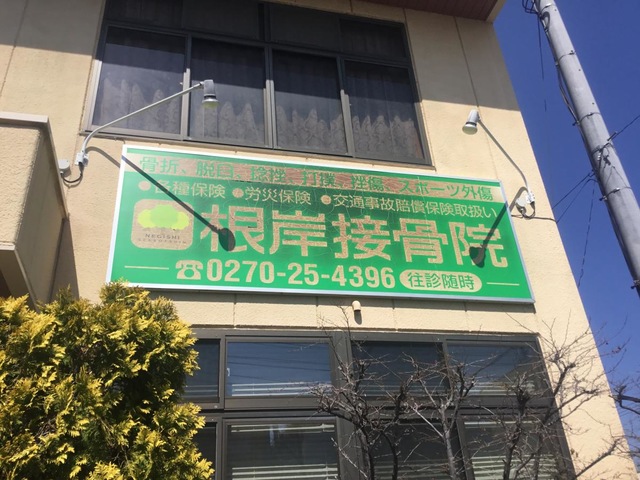 骨折、脱臼、捻挫、打撲、挫傷、スポーツ外傷
●各種保険 ●労災保険 ●交通事故賠償保険取扱い
NEGISHI
根岸接骨院
☎0270-25-4396 往診随時